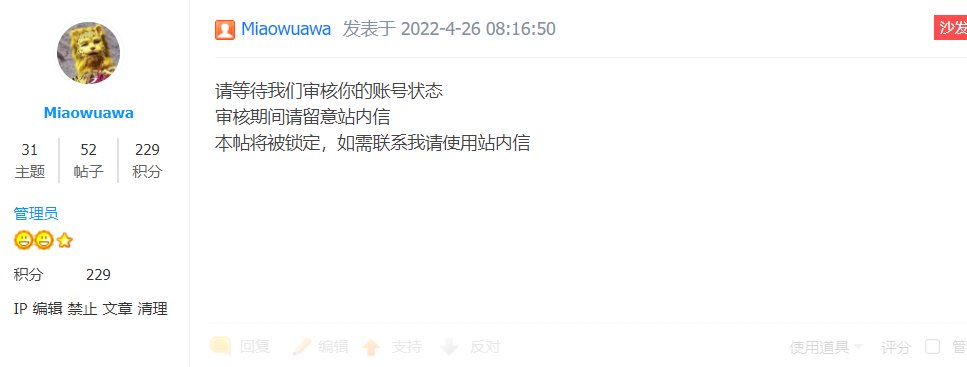 Miaowuawa 发表于 2022-4-26 08:16:50
沙发
Miaowuawa
31 52 229
主题 帖子 积分
管理员
积分 229
IP 编辑 禁止 文章 清理
请等待我们审核你的账号状态
审核期间请留意站内信
本帖将被锁定，如需联系我请使用站内信
回复 编辑 支持 反对 使用道具 评分 管